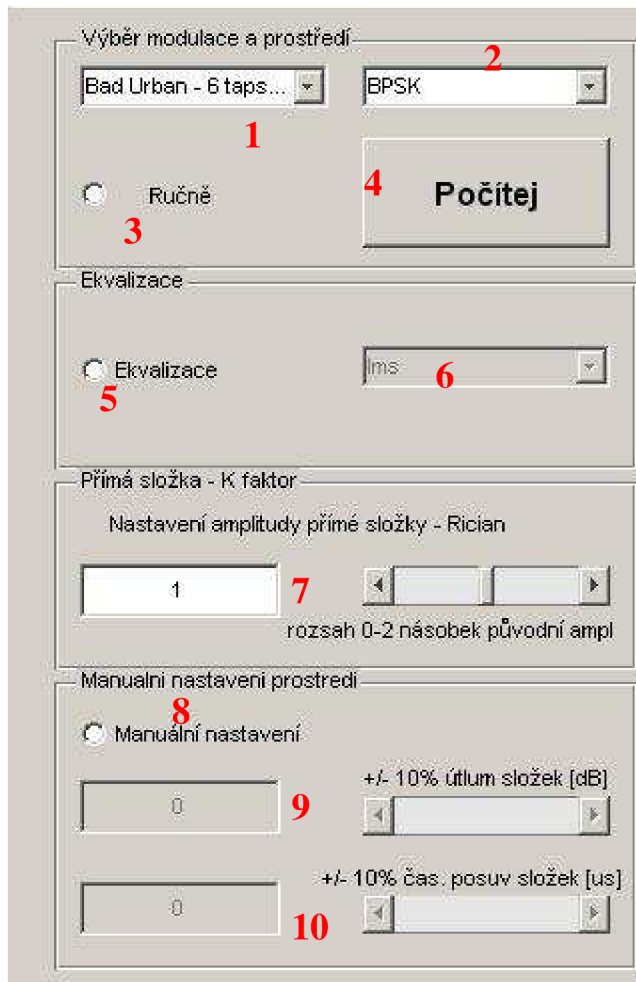 Výběr modulace a prostředí
2
Bad Urban - 6 taps...
BPSK
1
4
Počítej
Ručně
3
Ekvalizace
Ekvalizace
lms
6
5
Přímá složka - K faktor
Nastavení amplitudy přímé složky - Rician
1
7
rozsah 0-2 násobek původní ampl
Manualni nastaveni prostredi
8
Manuální nastavení
+/- 10% útlum složek [dB]
0
9
+/- 10% čas. posuv složek [us]
0
10